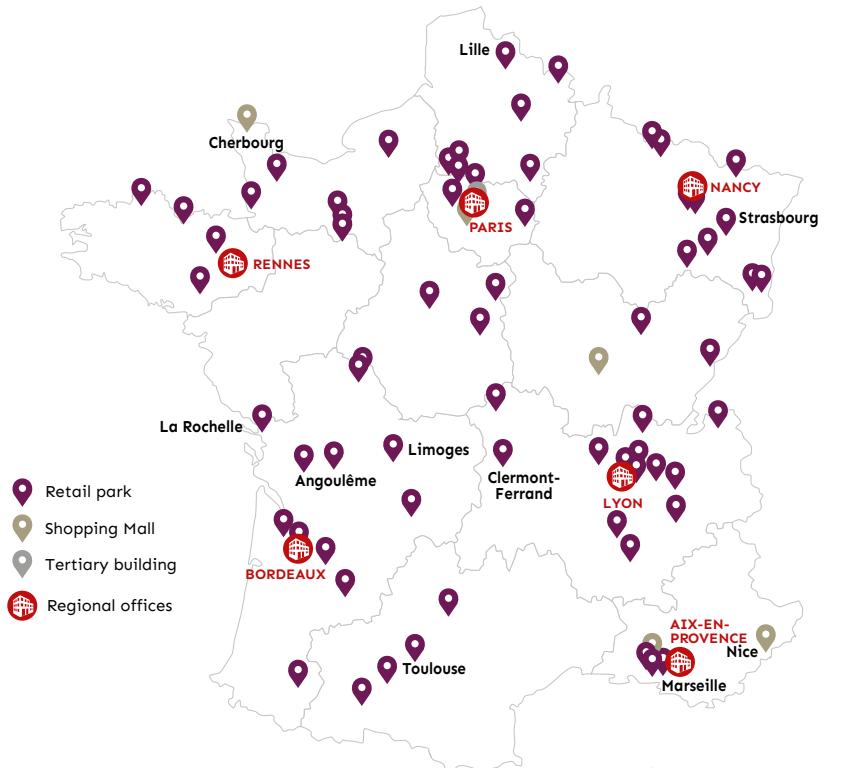 Lille
Cherbourg
NANCY
Strasbourg
PARIS
RENNES
La Rochelle
Limoges
Angoulême
Clermont-
Ferrand
LYON
Retail park
Shopping Mall
Tertiary building
Regional offices
BORDEAUX
AIX-EN-
PROVENCE
Nice
Toulouse
Marseille